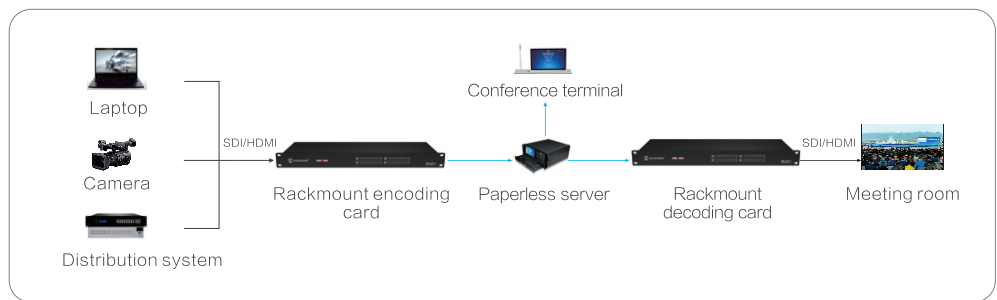 Conference terminal
Laptop
SDI/HDMI
SDI/HDMI
Camera
Rackmount encoding
card
Paperless server
Rackmount
decoding card
Meeting room
Distribution system